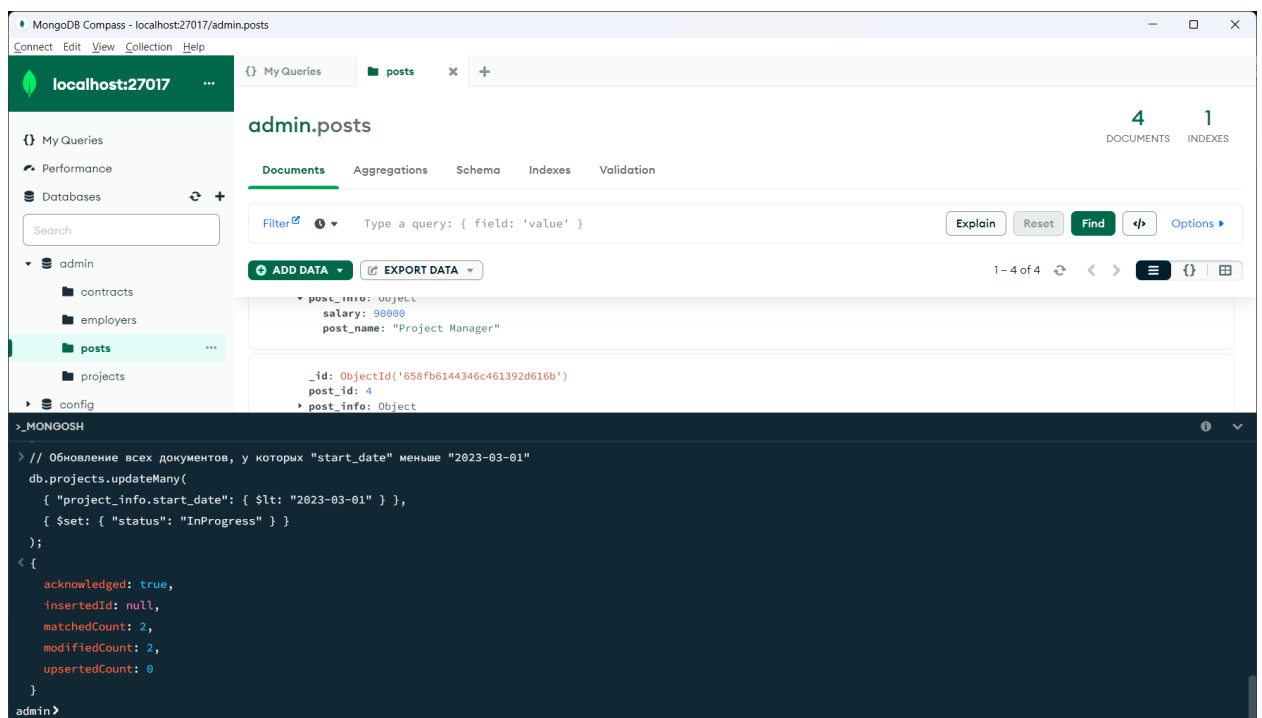 MongoDB Compass - localhost:27017/admin.posts
Connect Edit View Collection Help
localhost:27017 ...
{} My Queries
posts
My Queries
Performance
Databases
Search
admin
contracts
employers
posts ...
projects
config
admin.posts
4 DOCUMENTS
1 INDEXES
Documents Aggregations Schema Indexes Validation
Filter Type a query: { field: 'value' } Explain Reset Find </> Options
ADD DATA EXPORT DATA 1 – 4 of 4 {}
post_info: Object
salary: 90000
post_name: "Project Manager"
_id: ObjectId('658fb6144346c461392d616b')
post_id: 4
post_info: Object
>_MONGOSH
> // Обновление всех документов, у которых "start_date" меньше "2023-03-01"
db.projects.updateMany(
{ "project_info.start_date": { $lt: "2023-03-01" } },
{ $set: { "status": "InProgress" } }
);
< {
acknowledged: true,
insertedId: null,
matchedCount: 2,
modifiedCount: 2,
upsertedCount: 0
}
admin>